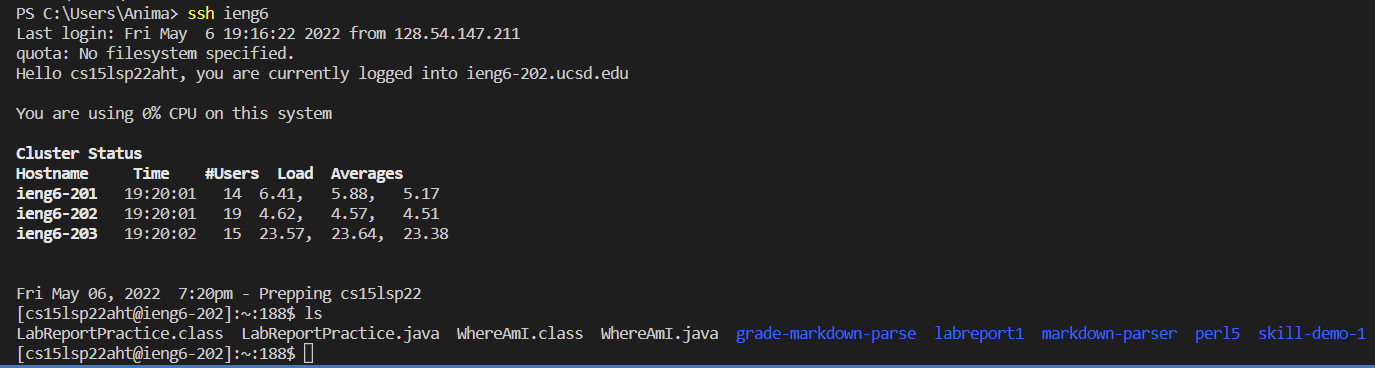 PS C:\Users\Anima> ssh ieng6
Last login: Fri May  6 19:16:22 2022 from 128.54.147.211
quota: No filesystem specified.
Hello cs15lsp22aht, you are currently logged into ieng6-202.ucsd.edu
You are using 0% CPU on this system
Cluster Status
Hostname     Time    #Users  Load  Averages
ieng6-201   19:20:01   14  6.41,   5.88,   5.17
ieng6-202   19:20:01   19  4.62,   4.57,   4.51
ieng6-203   19:20:02   15  23.57,  23.64,  23.38
Fri May 06, 2022  7:20pm - Prepping cs15lsp22
[cs15lsp22aht@ieng6-202]:~:188$ ls
LabReportPractice.class  LabReportPractice.java  WhereAmI.class  WhereAmI.java  grade-markdown-parse  labreport1  markdown-parser  perl5  skill-demo-1
[cs15lsp22aht@ieng6-202]:~:188$